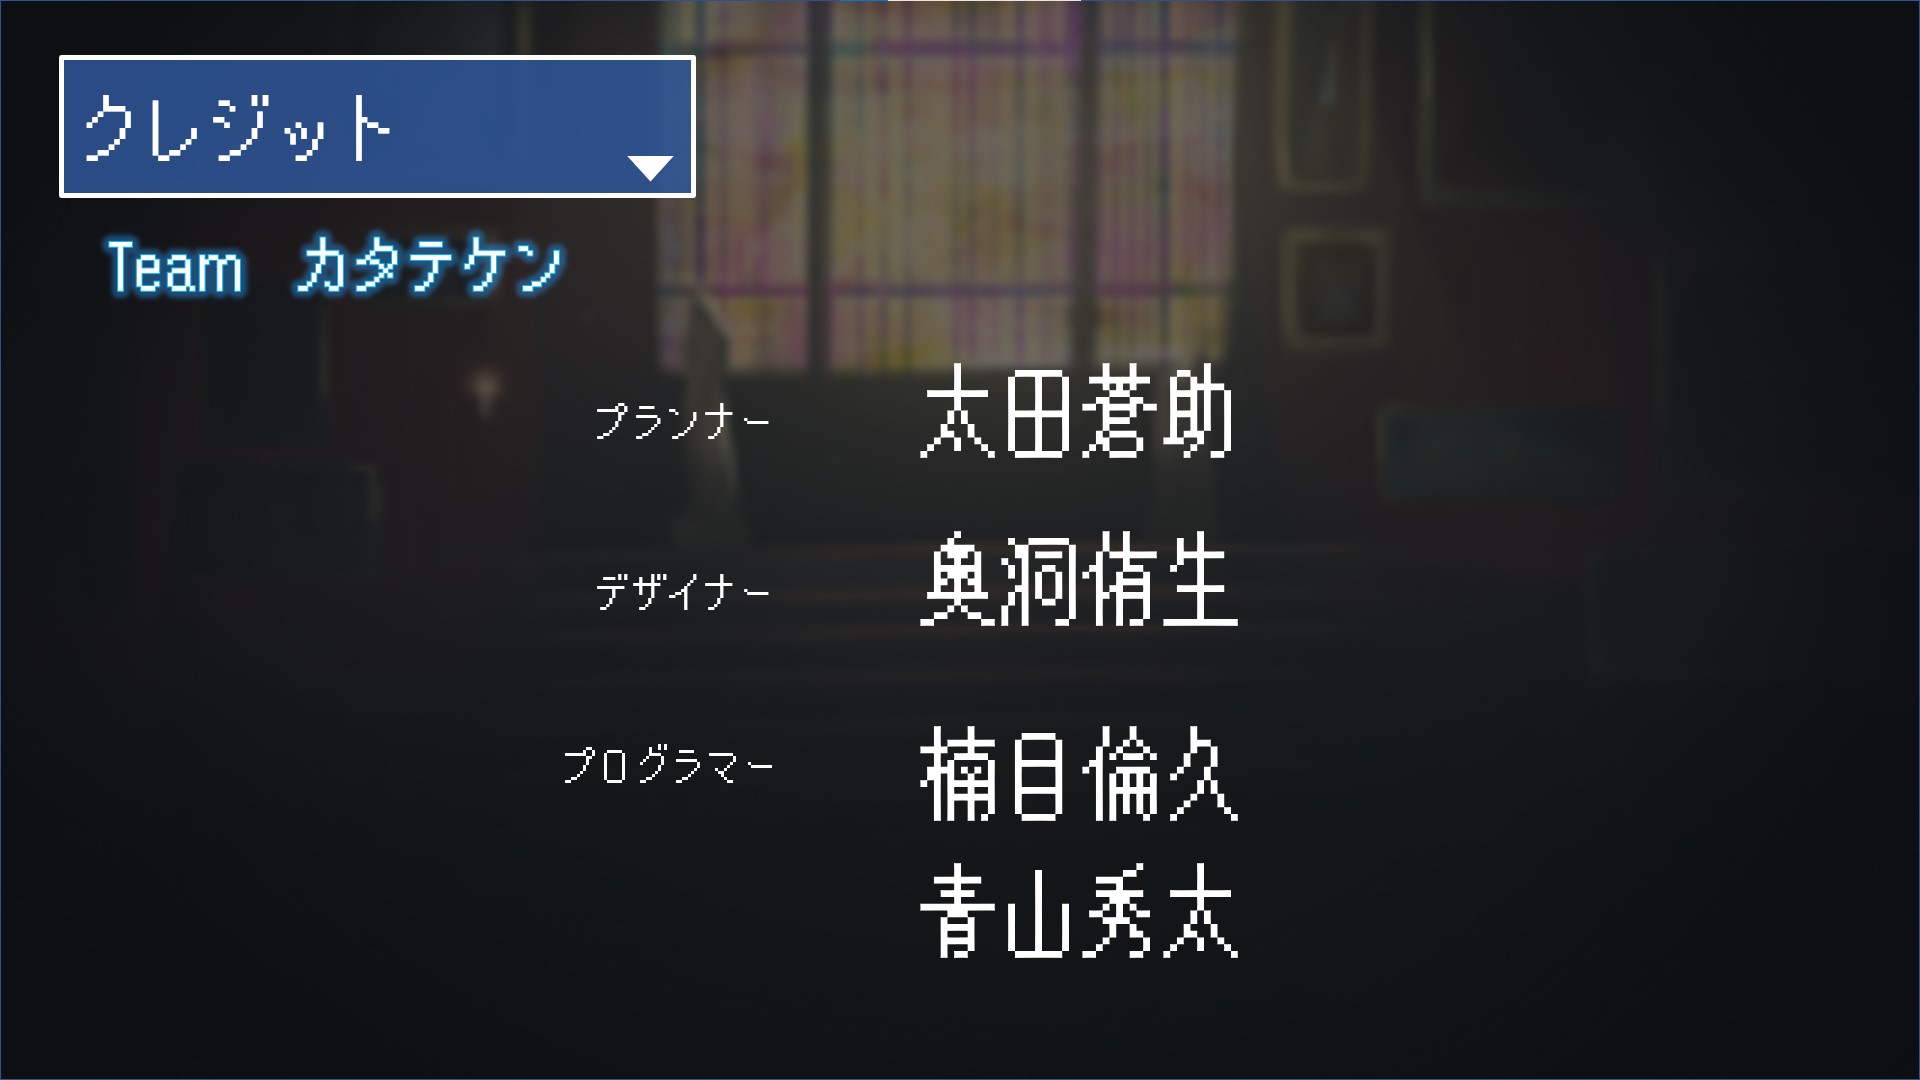 クレジット
Team　カタテケン
プランナー　太田蒼助
デザイナー　奥洞侑生
プログラマー　楠目倫久
青山秀太